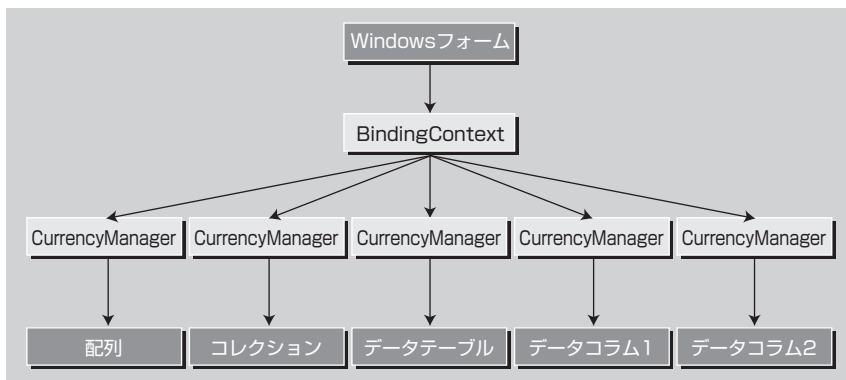 Windowsフォーム
BindingContext
CurrencyManager
CurrencyManager
CurrencyManager
CurrencyManager
CurrencyManager
配列
コレクション
データテーブル
データコラム1
データコラム2